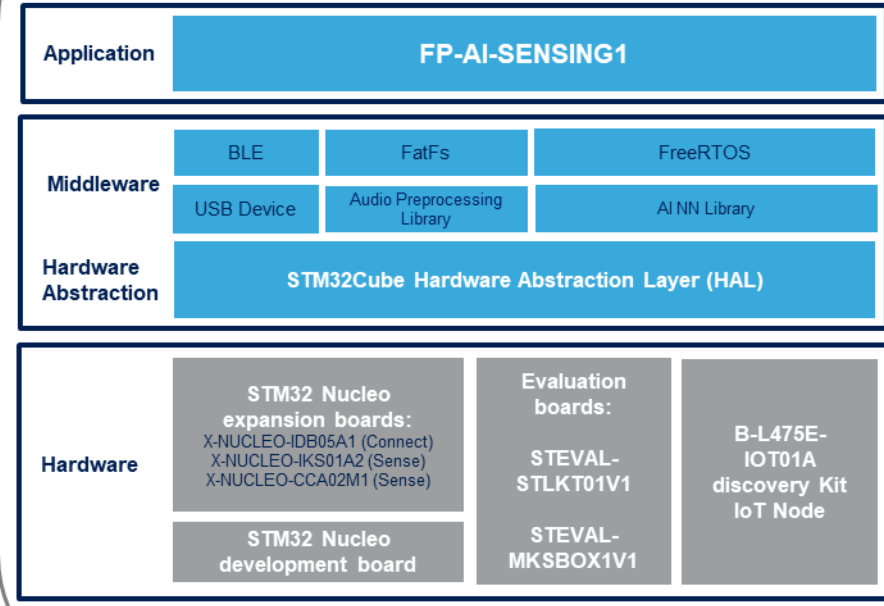 Application
FP-AI-SENSING1
Middleware
BLE
FatFs
FreeRTOS
USB Device
Audio Preprocessing
Library
AI NN Library
Hardware
Abstraction
STM32Cube Hardware Abstraction Layer (HAL)
Hardware
STM32 Nucleo
expansion boards:
X-NUCLEO-IDB05A1 (Connect)
X-NUCLEO-IKS01A2 (Sense)
X-NUCLEO-CCA02M1 (Sense)
STM32 Nucleo
development board
Evaluation
boards:
STEVAL-
STLKT01V1
STEVAL-
MKSBOX1V1
B-L475E-
IOT01A
discovery Kit
IoT Node